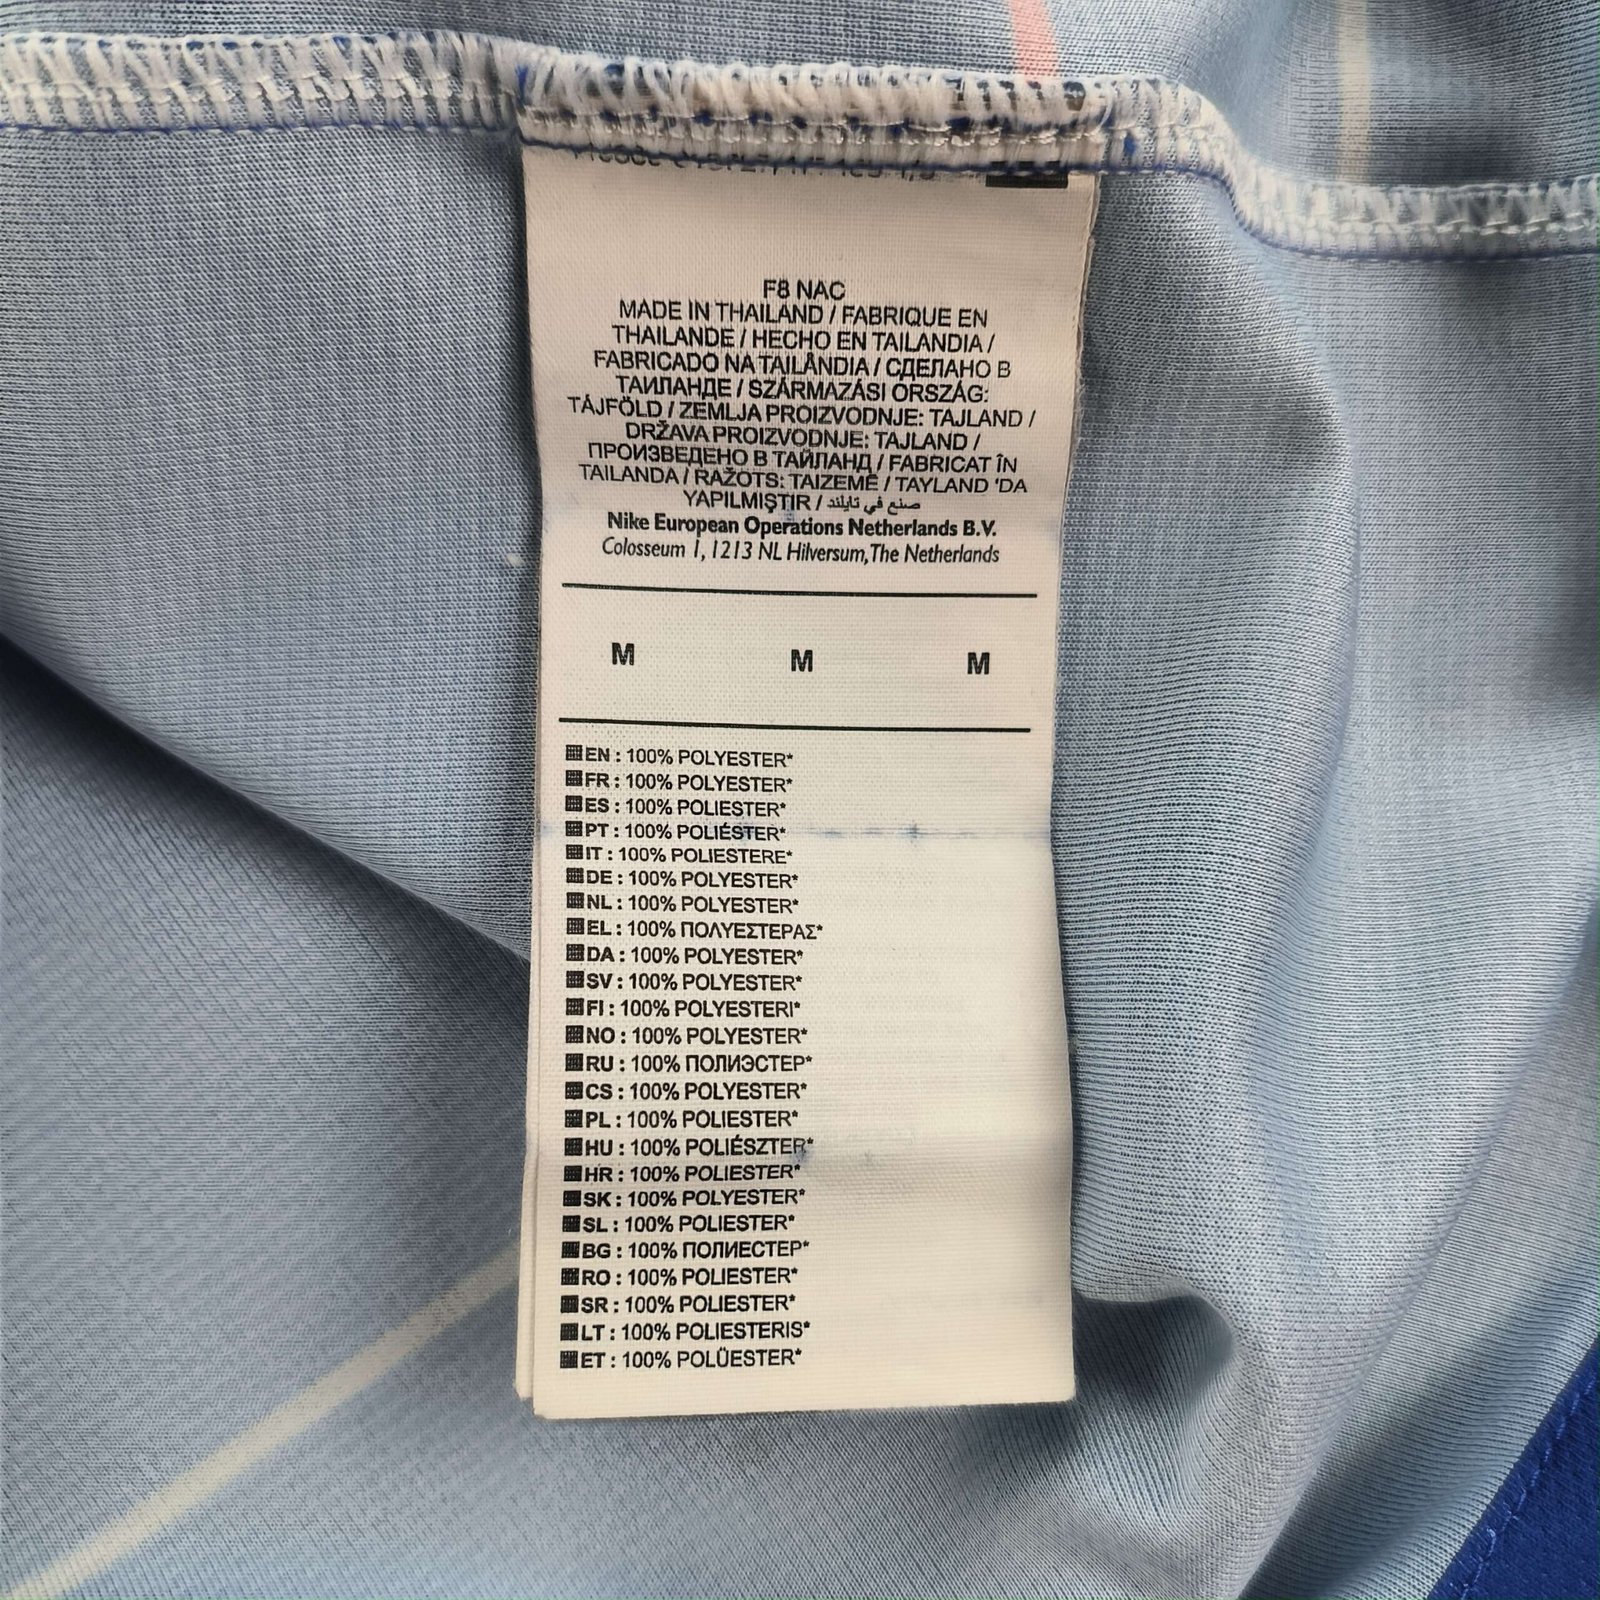 F8 NAC
MADE IN THAILAND / FABRIQUE EN
THAILANDE / HECHO EN TAILANDIA /
FABRICADO NA TAILÂNDIA / СДЕЛАНО В
ТАИЛАНДЕ / SZÁRMAZÁSI ORSZÁG:
TÁJFÖLD / ZEMLJA PROIZVODNJE: TAJLAND /
DRŽAVA PROIZVODNJE: TAJLAND /
ПРОИЗВЕДЕНО В ТАЙЛАНД / FABRICAT ÎN
TAILANDA / RAŽOTS: TAIZEMĒ / TAYLAND 'DA
YAPILMIŞTIR / صنع في تايلند
Nike European Operations Netherlands B.V.
Colosseum 1, 1213 NL Hilversum, The Netherlands
M M M
EN : 100% POLYESTER*
FR : 100% POLYESTER*
ES : 100% POLIESTER*
PT : 100% POLIÉSTER*
IT : 100% POLIESTERE*
DE : 100% POLYESTER*
NL : 100% POLYESTER*
EL : 100% ΠΟΛΥΕΣΤΕΡΑΣ*
DA : 100% POLYESTER*
SV : 100% POLYESTER*
FI : 100% POLYESTERI*
NO : 100% POLYESTER*
RU : 100% ПОЛИЭСТЕР*
CS : 100% POLYESTER*
PL : 100% POLIESTER*
HU : 100% POLIÉSZTER*
HR : 100% POLIESTER*
SK : 100% POLYESTER*
SL : 100% POLIESTER*
BG : 100% ПОЛИЕСТЕР*
RO : 100% POLIESTER*
SR : 100% POLIESTER*
LT : 100% POLIESTERIS*
ET : 100% POLÜESTER*